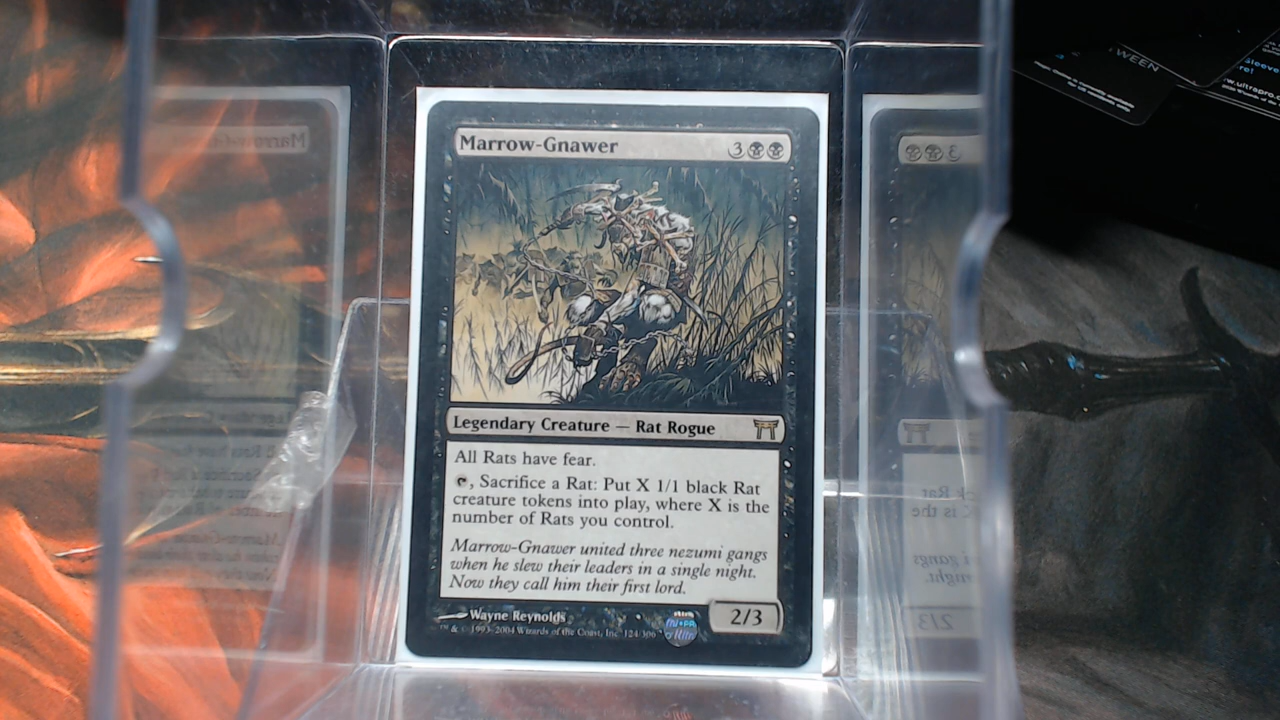 Marrow-Gnawer 3
Legendary Creature — Rat Rogue
All Rats have fear.
, Sacrifice a Rat: Put X 1/1 black Rat
creature tokens into play, where X is the
number of Rats you control.
Marrow-Gnawer united three nezumi gangs
when he slew their leaders in a single night.
Now they call him their first lord.
Wayne Reynolds
2/3
™ & © 1993–2004 Wizards of the Coast, Inc. 124/306
WEEN